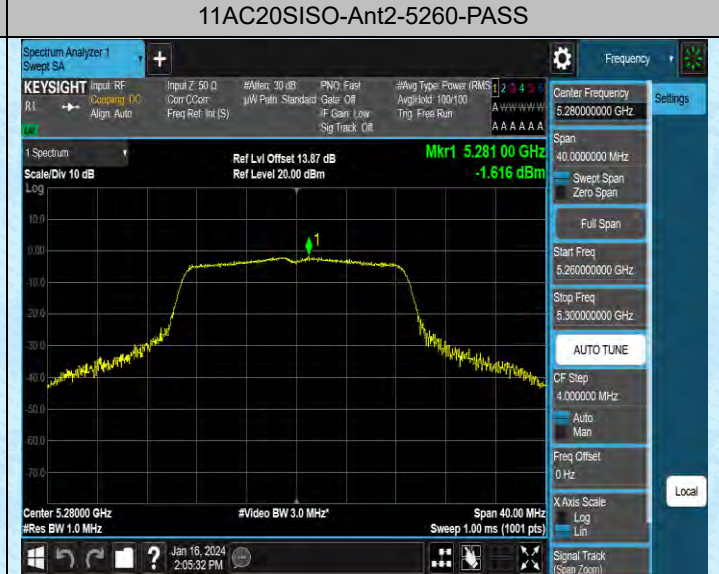 11AC20SISO-Ant2-5260-PASS
Spectrum Analyzer 1
Swept SA
+
Frequency
KEYSIGHT
RL
Input: RF
Coupling: DC
Align: Auto
Input Z: 50 Ω
Corr CCorr
Freq Ref: Int (S)
#Atten: 30 dB
µW Path: Standard
PNO: Fast
Gate: Off
IF Gain: Low
Sig Track: Off
#Avg Type: Power (RMS
Avg|Hold: 100/100
Trig: Free Run
1 2 3 4 5 6
A W W W W W
A A A A A A
Center Frequency
5.280000000 GHz
Settings
Span
40.0000000 MHz
Swept Span
Zero Span
Full Span
Start Freq
5.260000000 GHz
Stop Freq
5.300000000 GHz
AUTO TUNE
CF Step
4.000000 MHz
Auto
Man
Freq Offset
0 Hz
X Axis Scale
Log
Lin
Local
Signal Track
(Span Zoom)
1 Spectrum
Scale/Div 10 dB
Log
Ref Lvl Offset 13.87 dB
Ref Level 20.00 dBm
Mkr1 5.281 00 GHz
-1.616 dBm
10.0
0.00
1
-10.0
-20.0
-30.0
-40.0
-50.0
-60.0
-70.0
Center 5.28000 GHz
#Res BW 1.0 MHz
#Video BW 3.0 MHz*
Span 40.00 MHz
Sweep 1.00 ms (1001 pts)
?
Jan 16, 2024
2:05:32 PM